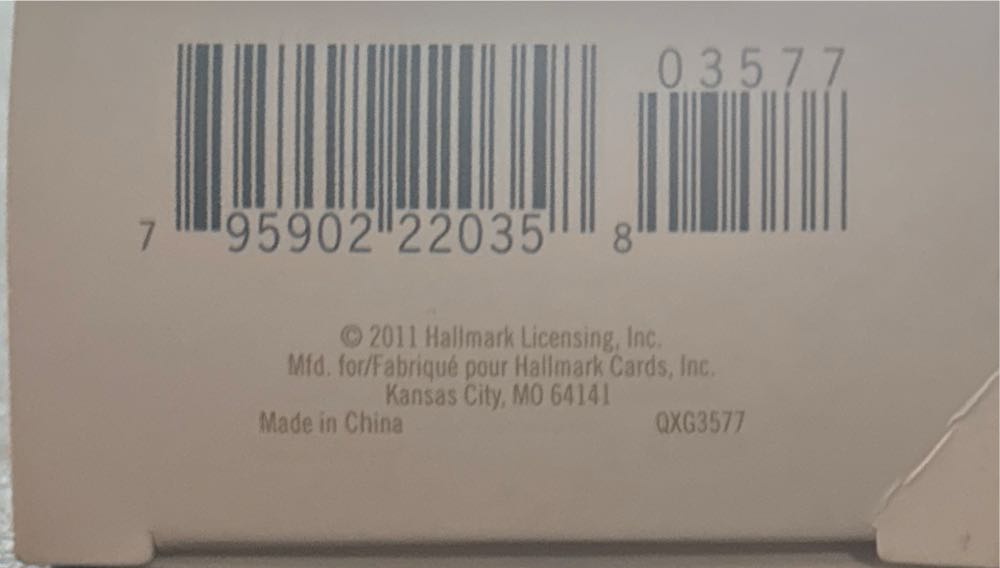 03577
7 95902 22035 8
© 2011 Hallmark Licensing, Inc.
Mfd. for/Fabriqué pour Hallmark Cards, Inc.
Kansas City, MO 64141
Made in China QXG3577